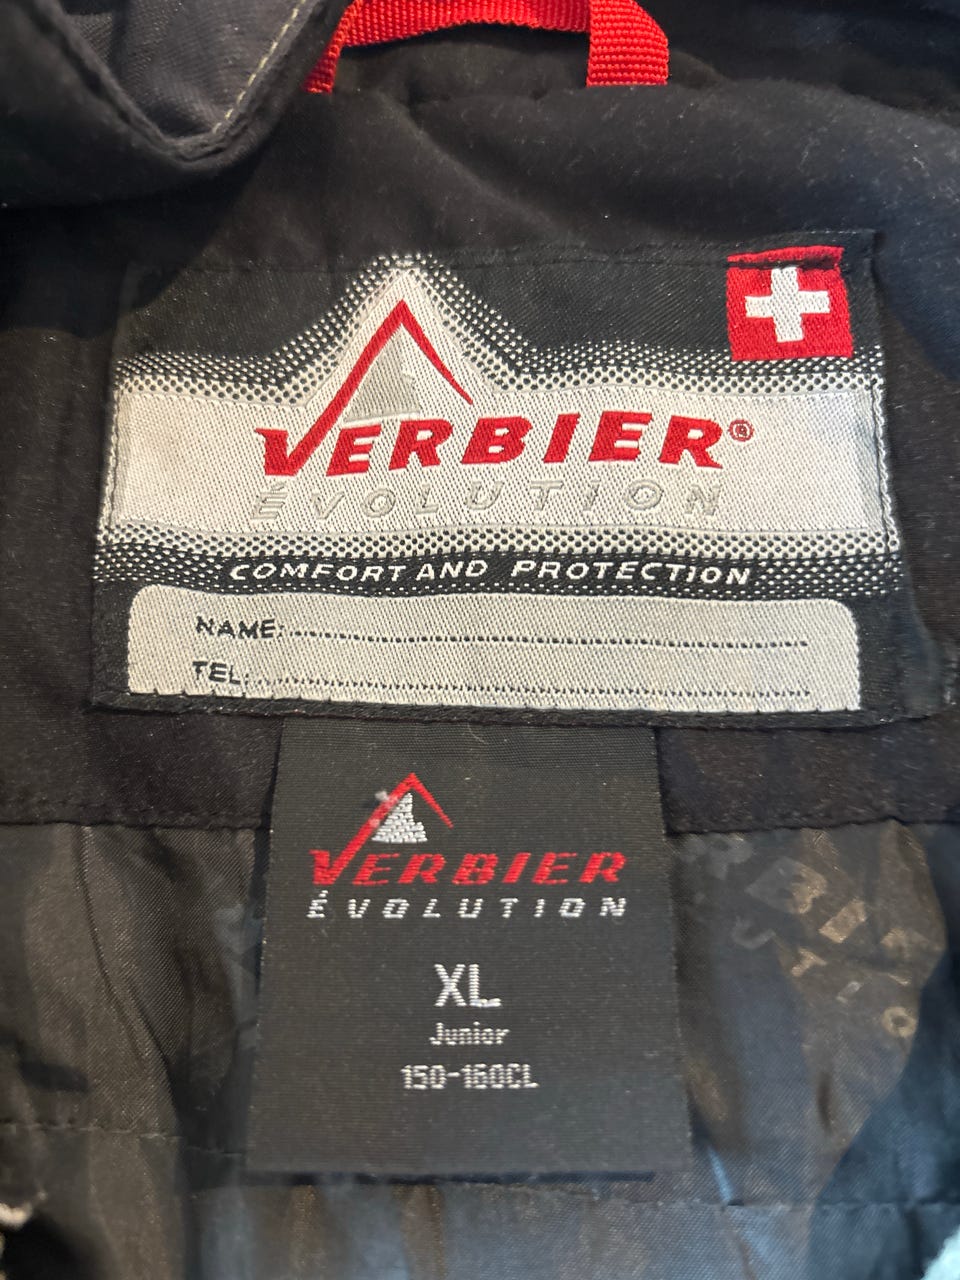 VERBIER®
ÉVOLUTION
COMFORT AND PROTECTION
NAME:
TEL:
VERBIER
ÉVOLUTION
XL
Junior
150-160CL